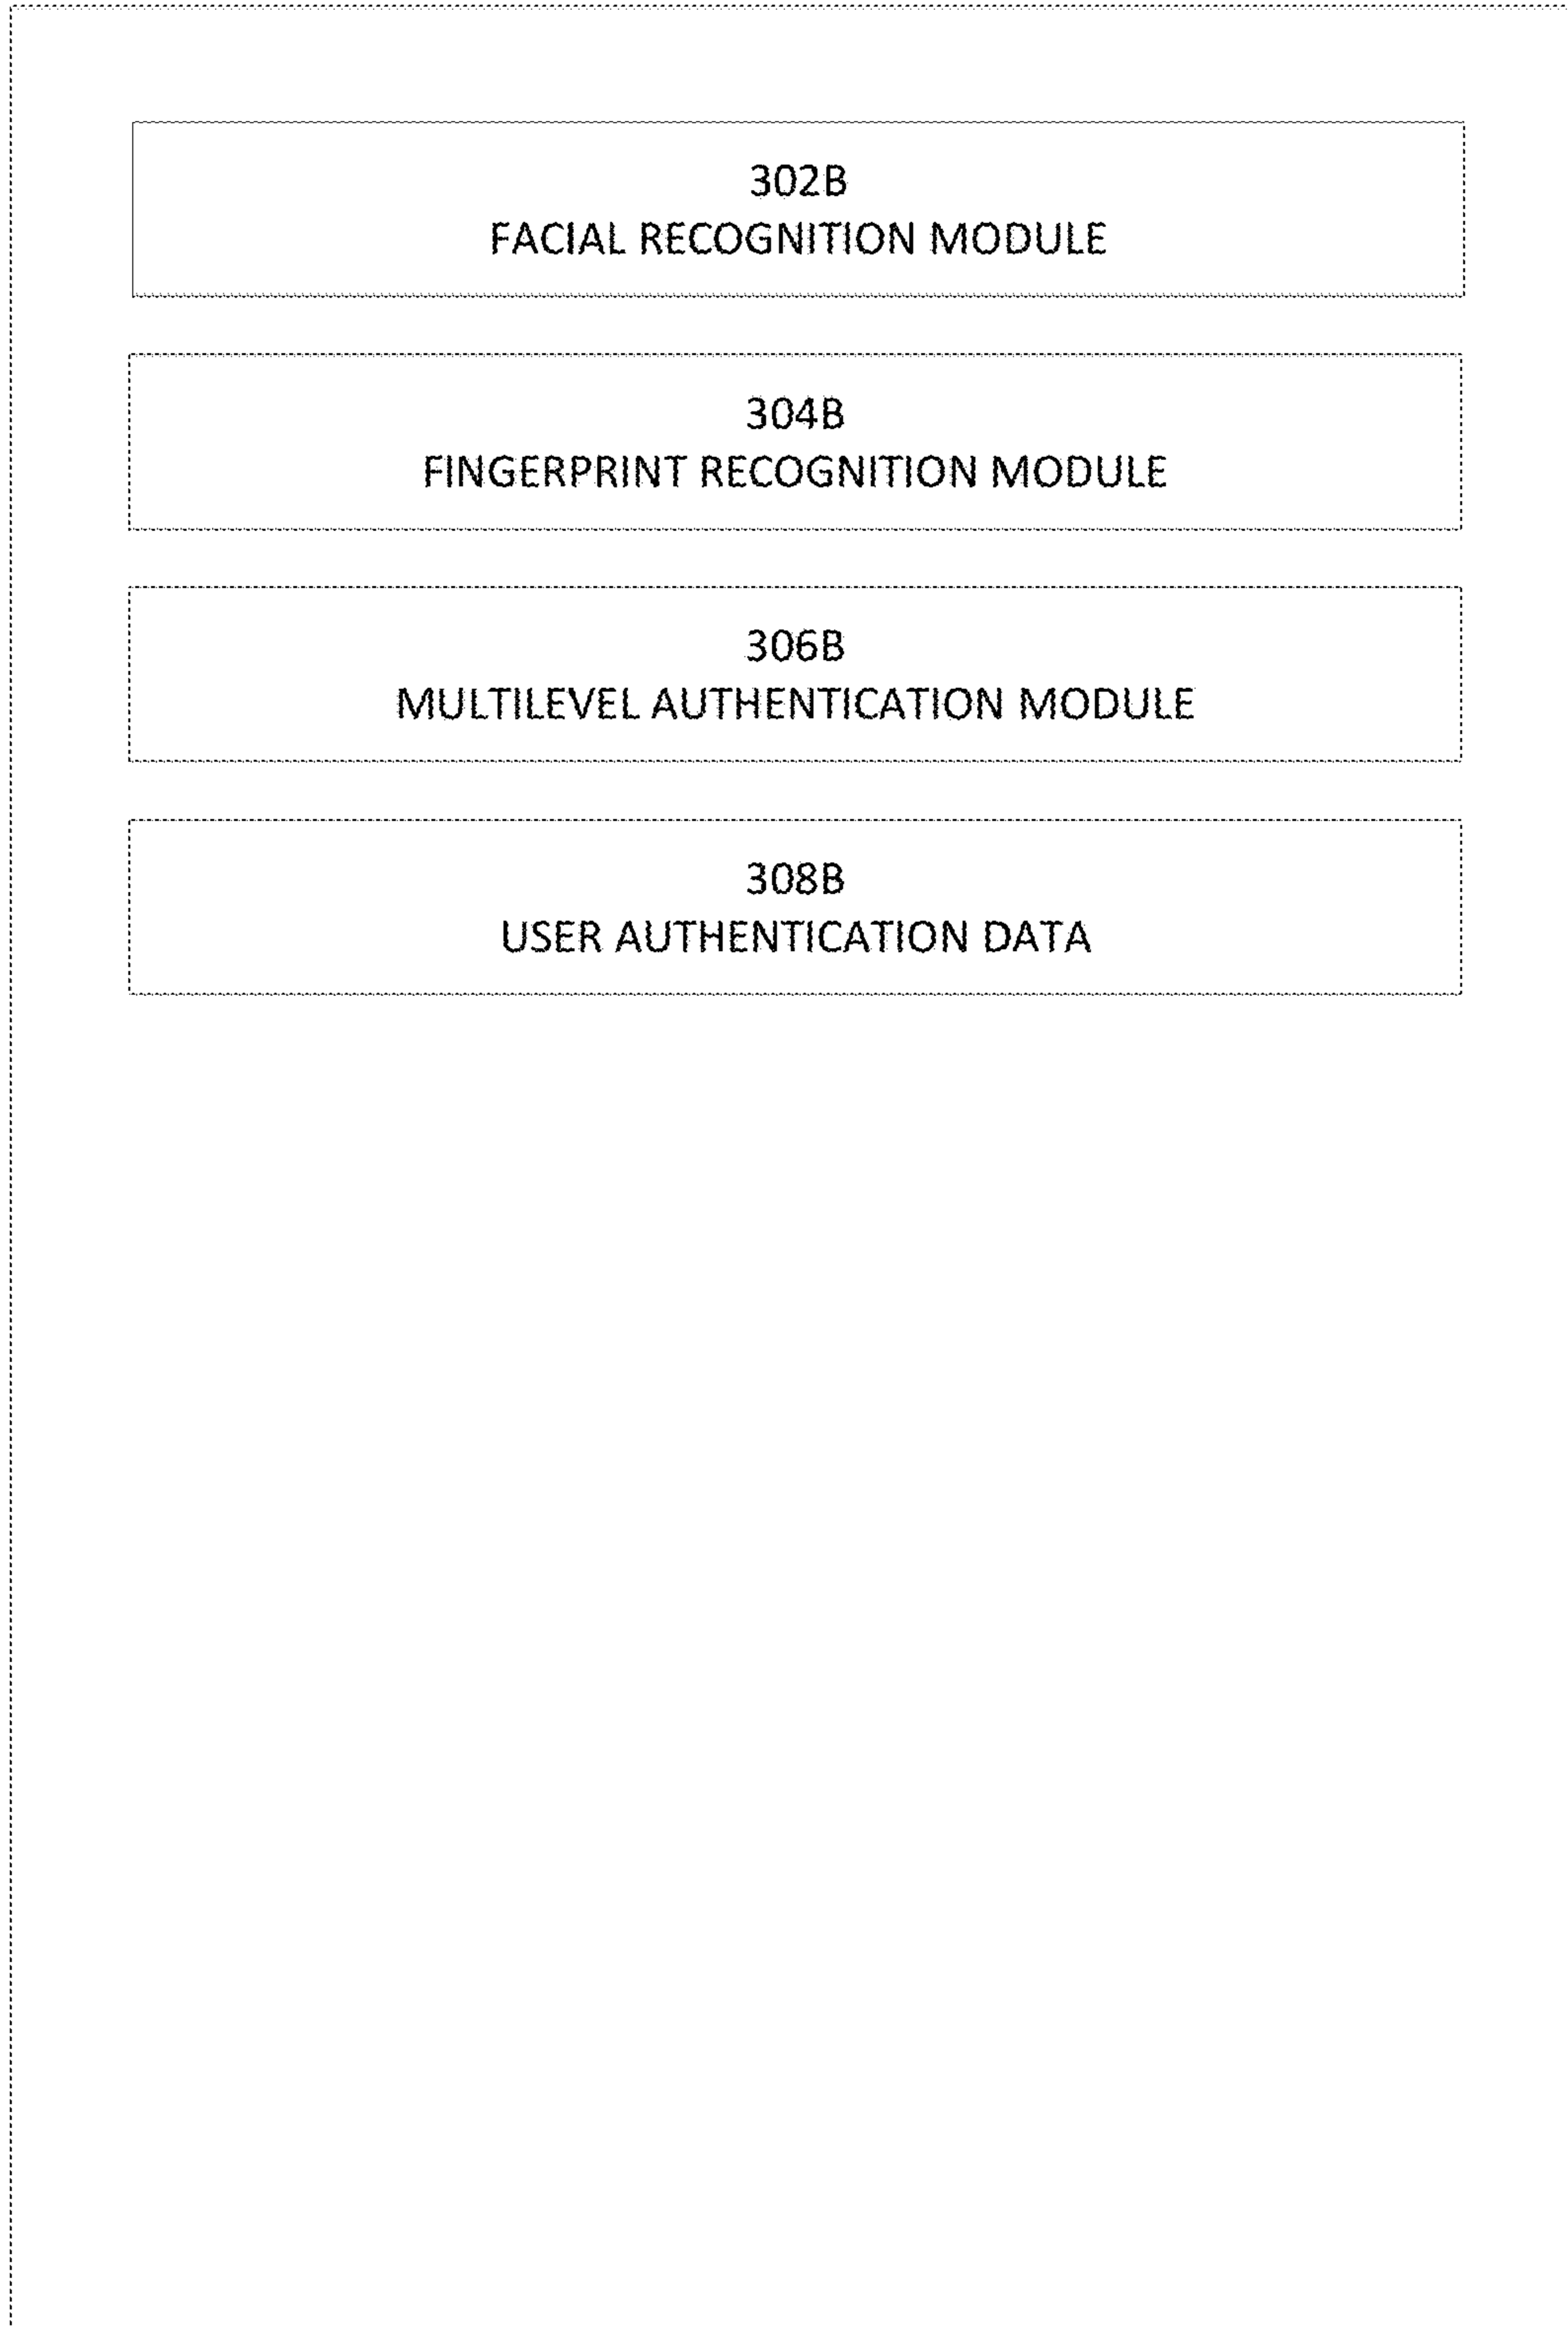 302B
FACIAL RECOGNITION MODULE
304B
FINGERPRINT RECOGNITION MODULE
306B
MULTILEVEL AUTHENTICATION MODULE
308B
USER AUTHENTICATION DATA